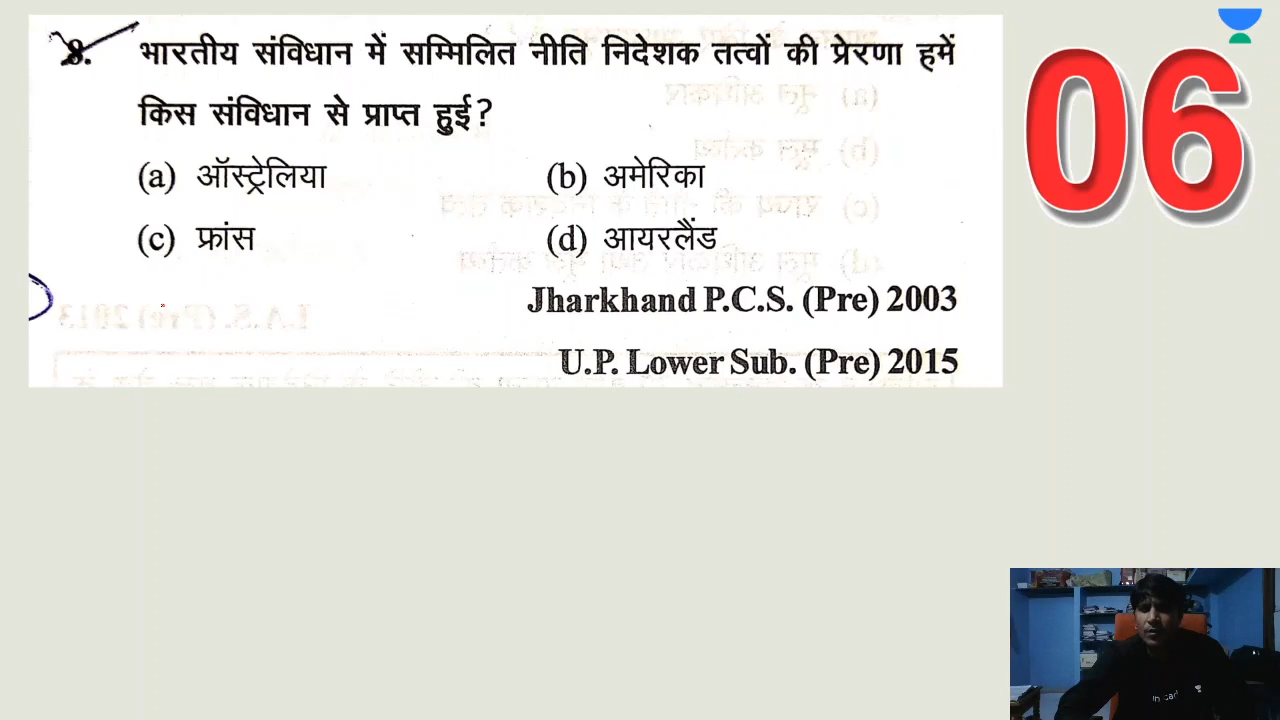 06
8. भारतीय संविधान में सम्मिलित नीति निदेशक तत्वों की प्रेरणा हमें
किस संविधान से प्राप्त हुई?
(a) ऑस्ट्रेलिया (b) अमेरिका
(c) फ्रांस (d) आयरलैंड
Jharkhand P.C.S. (Pre) 2003
U.P. Lower Sub. (Pre) 2015